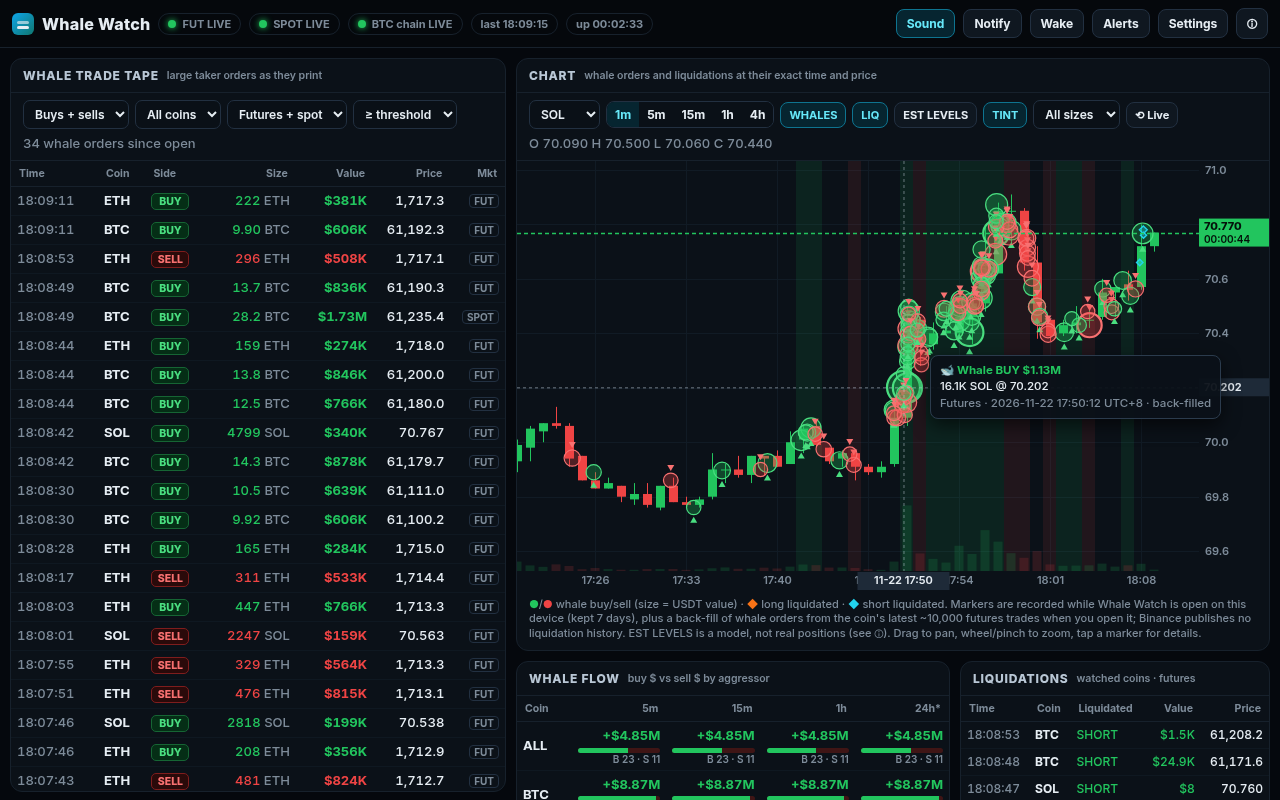 Whale Watch
FUT LIVE
SPOT LIVE
BTC chain LIVE
last 18:09:15
up 00:02:33
Sound
Notify
Wake
Alerts
Settings
WHALE TRADE TAPE large taker orders as they print
Buys + sells
All coins
Futures + spot
≥ threshold
34 whale orders since open
Time Coin Side Size Value Price Mkt
18:09:11 ETH BUY 222 ETH $381K 1,717.3 FUT
18:09:11 BTC BUY 9.90 BTC $606K 61,192.3 FUT
18:08:53 ETH SELL 296 ETH $508K 1,717.1 FUT
18:08:49 BTC BUY 13.7 BTC $836K 61,190.3 FUT
18:08:49 BTC BUY 28.2 BTC $1.73M 61,235.4 SPOT
18:08:44 ETH BUY 159 ETH $274K 1,718.0 FUT
18:08:44 BTC BUY 13.8 BTC $846K 61,200.0 FUT
18:08:44 BTC BUY 12.5 BTC $766K 61,180.0 FUT
18:08:42 SOL BUY 4799 SOL $340K 70.767 FUT
18:08:42 BTC BUY 14.3 BTC $878K 61,179.7 FUT
18:08:30 BTC BUY 10.5 BTC $639K 61,111.0 FUT
18:08:30 BTC BUY 9.92 BTC $606K 61,100.2 FUT
18:08:28 ETH BUY 165 ETH $284K 1,715.0 FUT
18:08:17 ETH SELL 311 ETH $533K 1,714.4 FUT
18:08:03 ETH BUY 447 ETH $766K 1,713.3 FUT
18:08:01 SOL SELL 2247 SOL $159K 70.563 FUT
18:07:55 ETH SELL 329 ETH $564K 1,713.3 FUT
18:07:51 ETH SELL 476 ETH $815K 1,713.1 FUT
18:07:46 SOL BUY 2818 SOL $199K 70.538 FUT
18:07:46 ETH BUY 208 ETH $356K 1,712.9 FUT
18:07:43 ETH SELL 481 ETH $824K 1,712.7 FUT
CHART whale orders and liquidations at their exact time and price
SOL 1m 5m 15m 1h 4h WHALES LIQ EST LEVELS TINT All sizes ⟲ Live
O 70.090 H 70.500 L 70.060 C 70.440
71.0
70.770
00:00:44
70.6
70.4
202
70.0
69.8
69.6
🐋 Whale BUY $1.13M
16.1K SOL @ 70.202
Futures · 2026-11-22 17:50:12 UTC+8 · back-filled
17:26 17:33 17:40 11-22 17:50 7:54 18:01 18:08
●/● whale buy/sell (size = USDT value) · ◆ long liquidated · ◆ short liquidated. Markers are recorded while Whale Watch is open on this
device (kept 7 days), plus a back-fill of whale orders from the coin's latest ~10,000 futures trades when you open it; Binance publishes no
liquidation history. EST LEVELS is a model, not real positions (see ⓘ). Drag to pan, wheel/pinch to zoom, tap a marker for details.
WHALE FLOW buy $ vs sell $ by aggressor
Coin 5m 15m 1h 24h*
ALL +$4.85M +$4.85M +$4.85M +$4.85M
B 23 · S 11 B 23 · S 11 B 23 · S 11 B 23 · S 11
BTC +$8.87M +$8.87M +$8.87M +$8.87M
LIQUIDATIONS watched coins · futures
Time Coin Liquidated Value Price
18:08:53 BTC SHORT $1.5K 61,208.2
18:08:48 BTC SHORT $24.9K 61,171.6
18:08:47 SOL SHORT $8 70.760